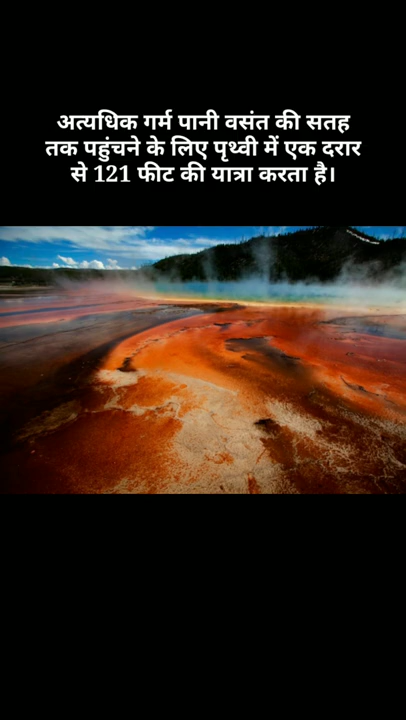 अत्यधिक गर्म पानी वसंत की सतह
तक पहुंचने के लिए पृथ्वी में एक दरार
से 121 फीट की यात्रा करता है।